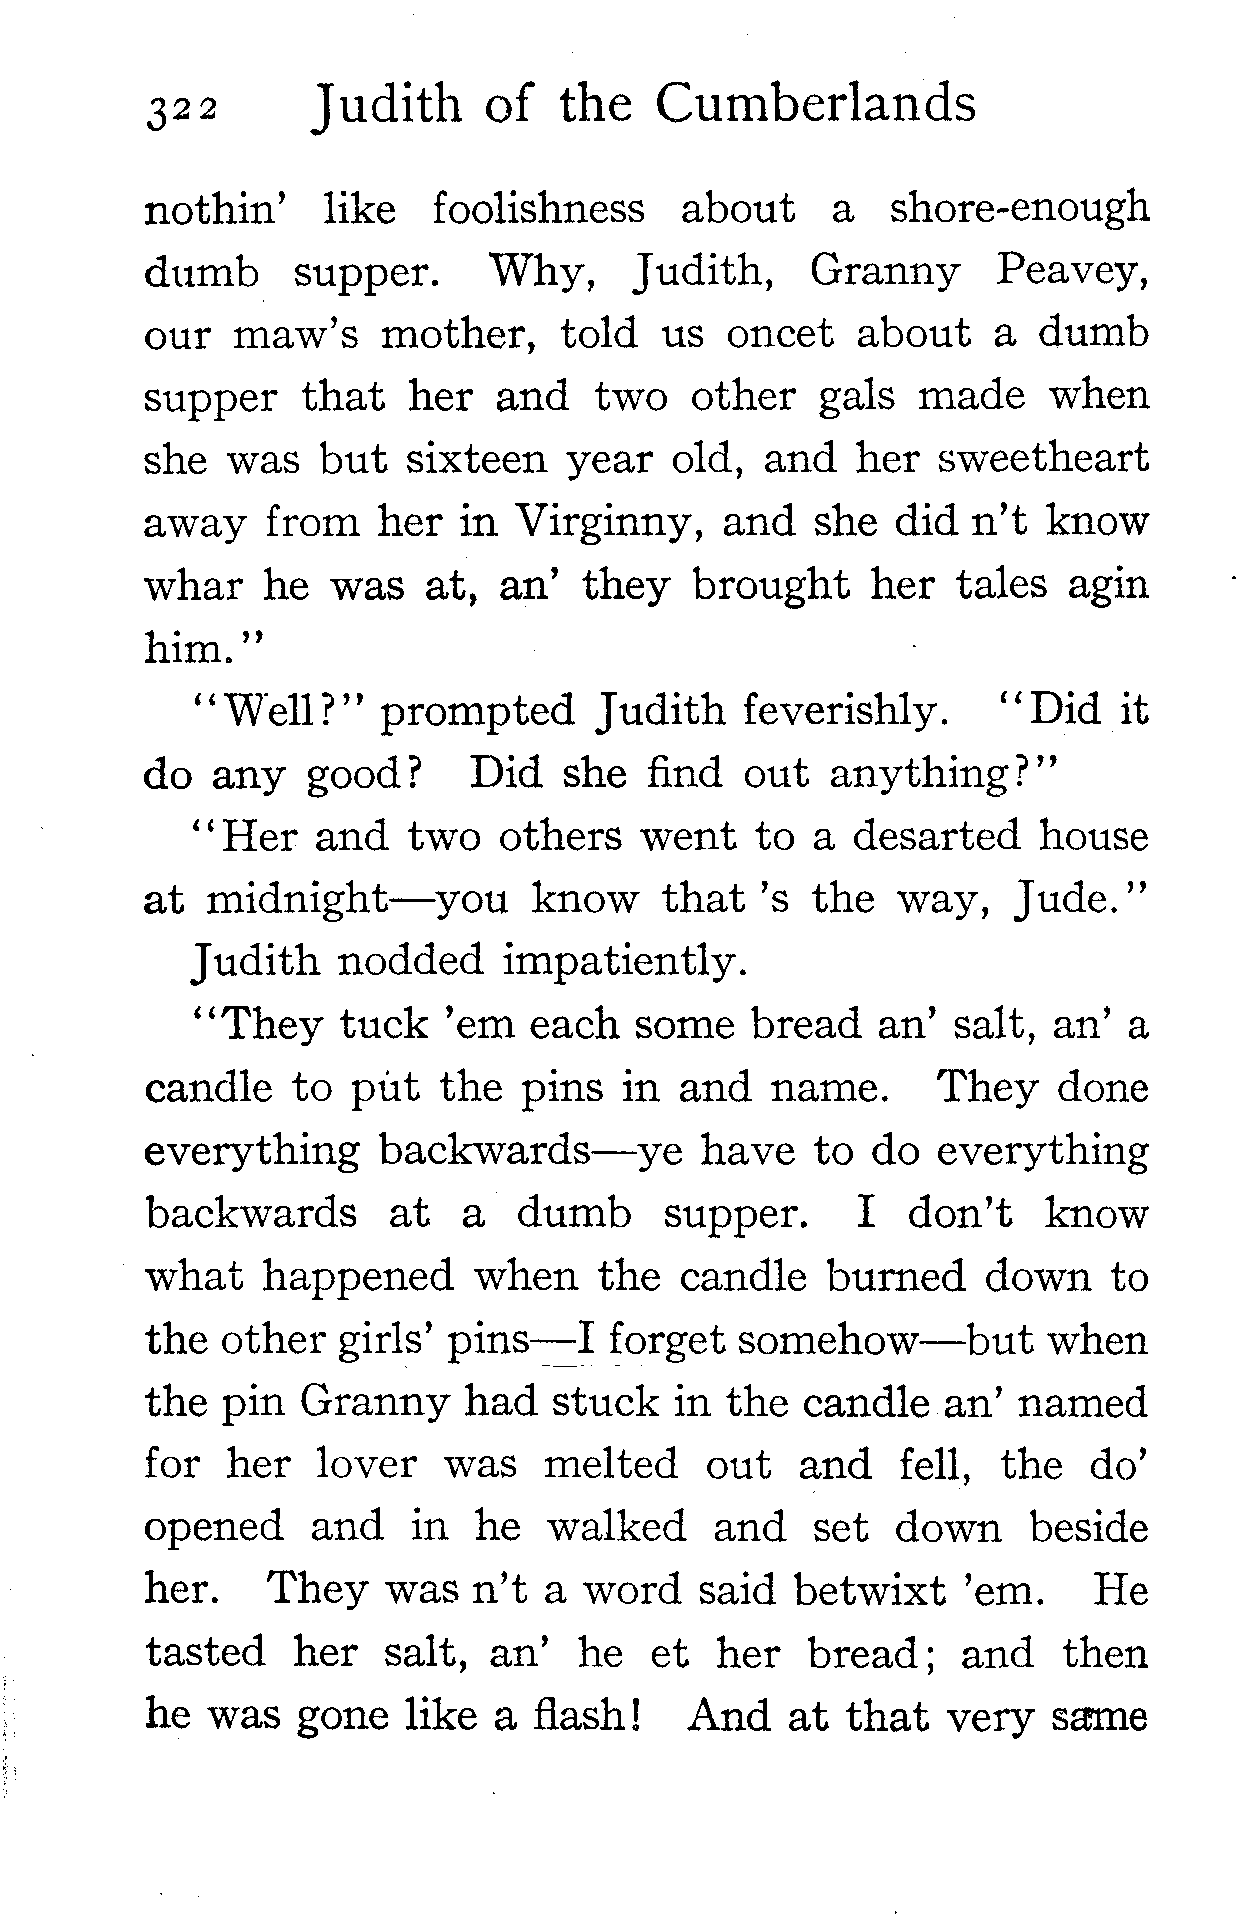 322 Judith of the Cumberlands
nothin' like foolishness about a shore-enough
dumb supper. Why, Judith, Granny Peavey,
our maw's mother, told us oncet about a dumb
supper that her and two other gals made when
she was but sixteen year old, and her sweetheart
away from her in Virginny, and she did n't know
whar he was at, an' they brought her tales agin
him."
"Well?" prompted Judith feverishly. "Did it
do any good? Did she find out anything?"
"Her and two others went to a desarted house
at midnight—you know that 's the way, Jude."
Judith nodded impatiently.
"They tuck 'em each some bread an' salt, an' a
candle to put the pins in and name. They done
everything backwards—ye have to do everything
backwards at a dumb supper. I don't know
what happened when the candle burned down to
the other girls' pins—I forget somehow—but when
the pin Granny had stuck in the candle an' named
for her lover was melted out and fell, the do'
opened and in he walked and set down beside
her. They was n't a word said betwixt 'em. He
tasted her salt, an' he et her bread; and then
he was gone like a flash! And at that very same